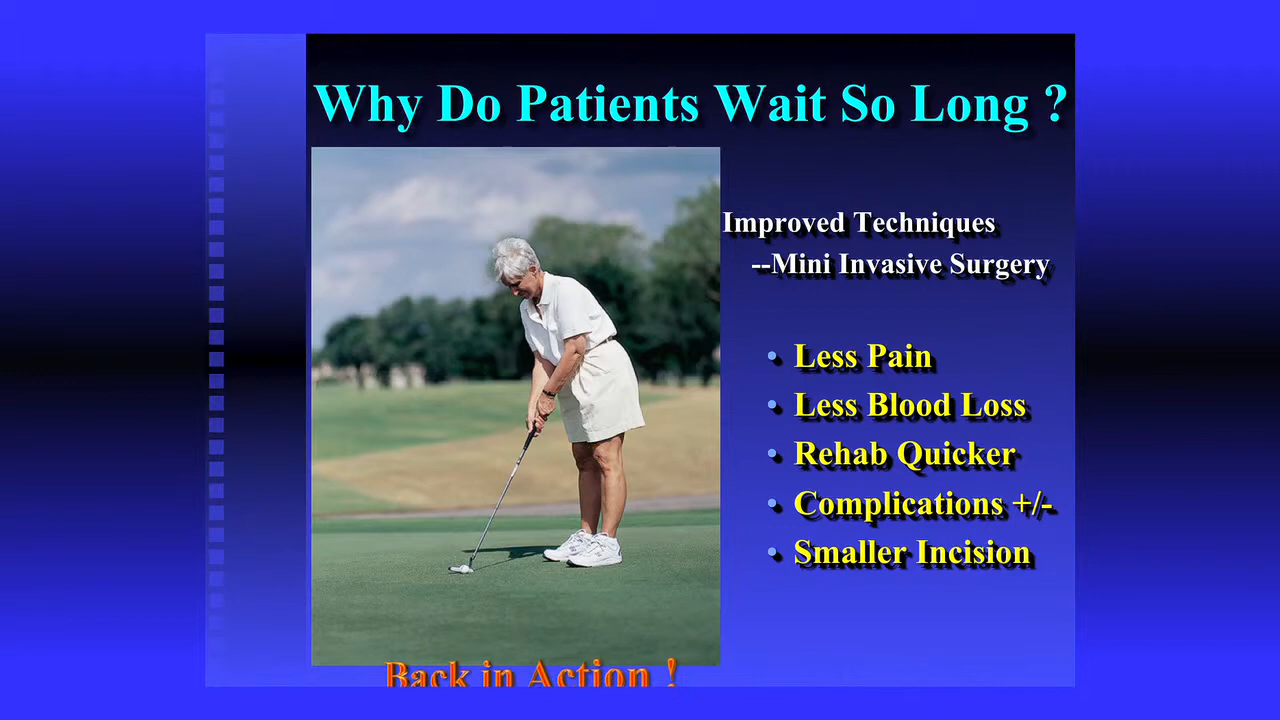 Why Do Patients Wait So Long ?
Improved Techniques
--Mini Invasive Surgery
• Less Pain
• Less Blood Loss
• Rehab Quicker
• Complications +/-
• Smaller Incision
Back in Action !